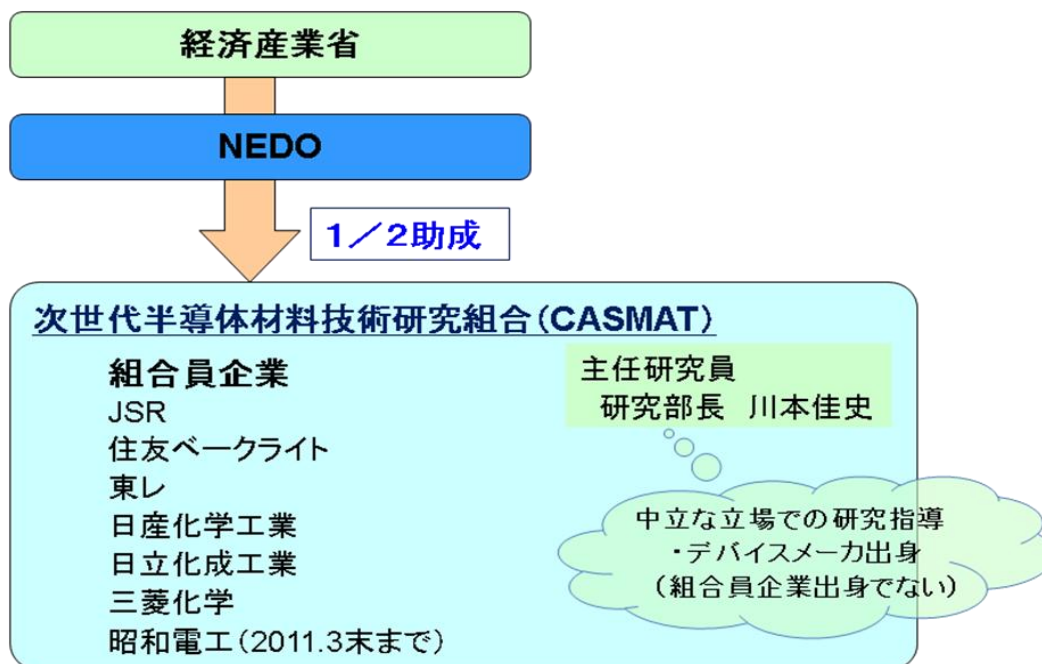 経済産業省
NEDO
1／2助成
次世代半導体材料技術研究組合(CASMAT)
組合員企業
JSR
住友ベークライト
東レ
日産化学工業
日立化成工業
三菱化学
昭和電工(2011.3末まで)
主任研究員
研究部長　川本佳史
中立な立場での研究指導
・デバイスメーカ出身
(組合員企業出身でない)